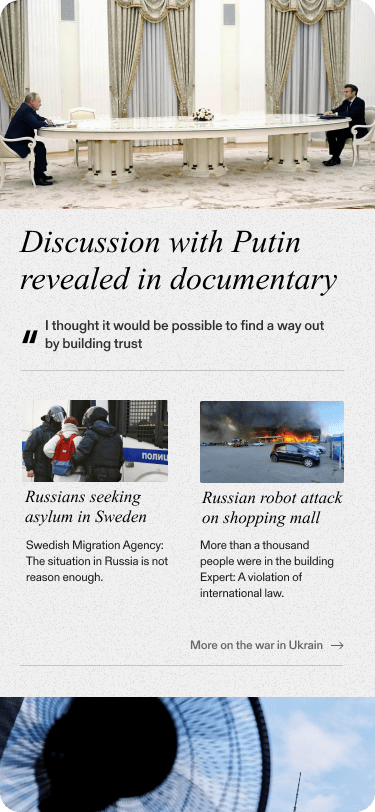 Discussion with Putin
revealed in documentary
"I thought it would be possible to find a way out
by building trust
ПОЛИЦ
Russians seeking
asylum in Sweden
Swedish Migration Agency:
The situation in Russia is not
reason enough.
Russian robot attack
on shopping mall
More than a thousand
people were in the building
Expert: A violation of
international law.
More on the war in Ukrain →